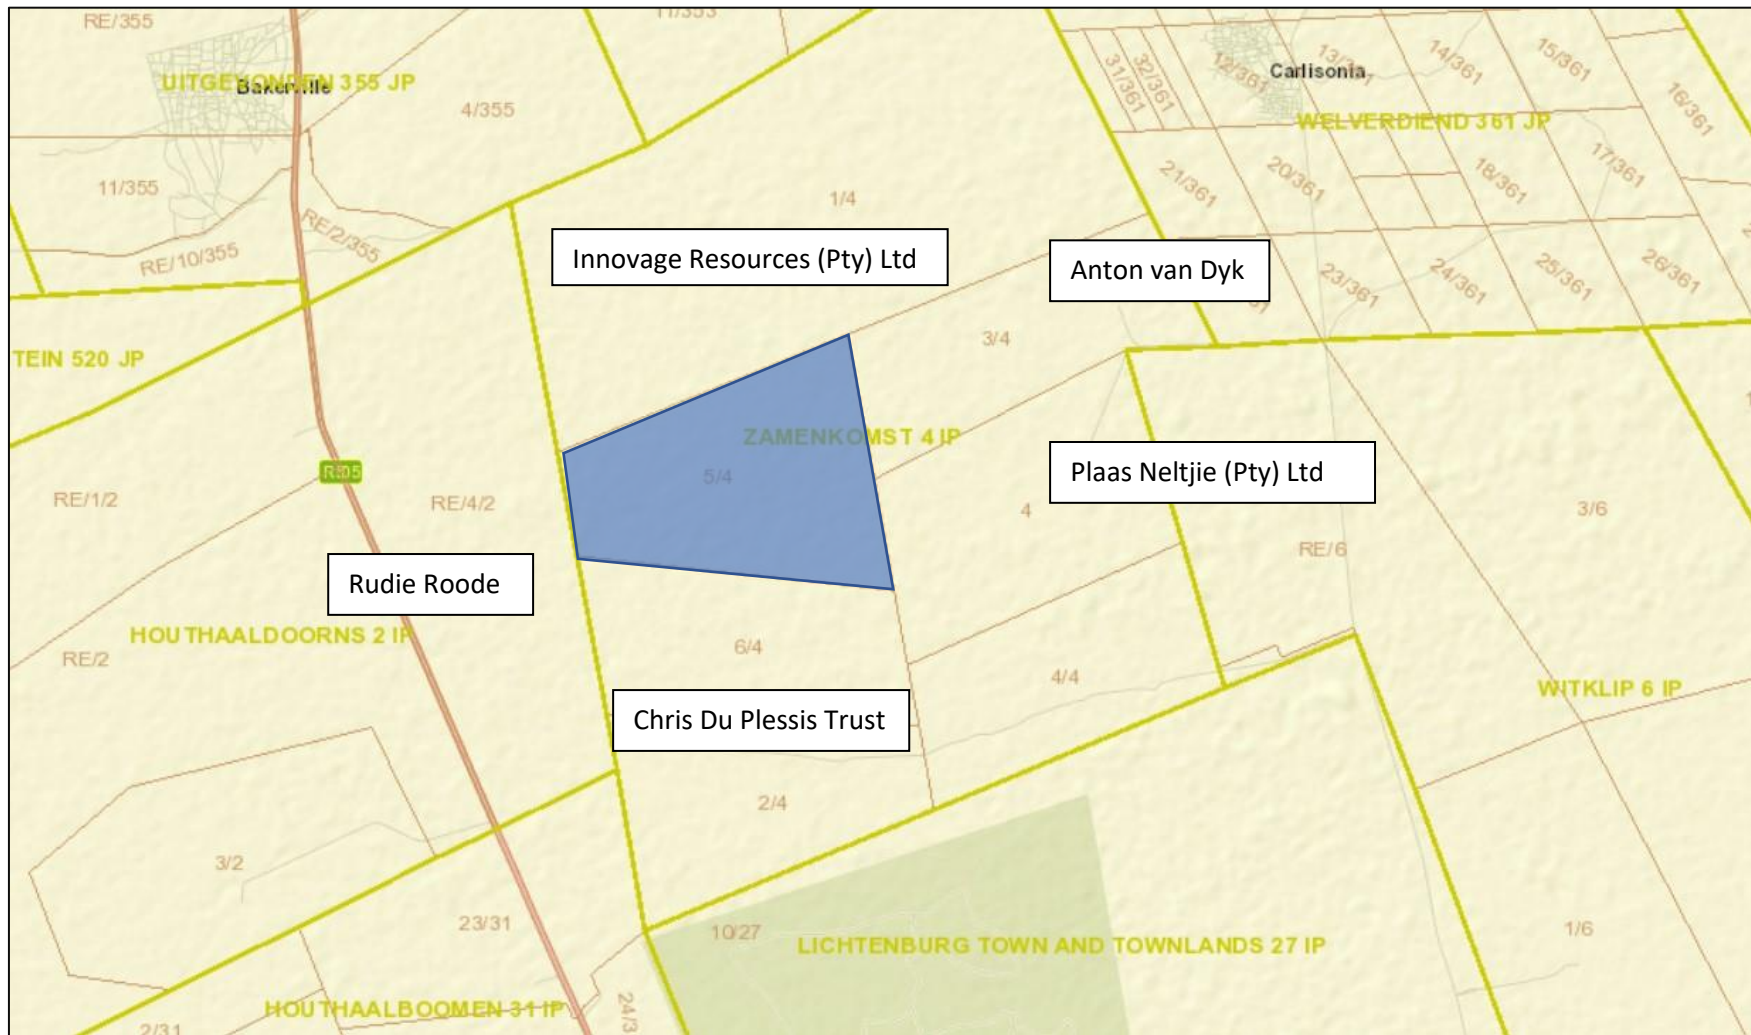 RE/355
11/353
UITGEVONDEN 355 JP
Bakerville
4/355
31/361
32/361
12/361
13/361
Carlisonia
14/361
15/361
16/361
WELVERDIEND 361 JP
11/355
RE/10/355
RE/2/355
1/4
21/361
20/361
18/361
17/361
Innovage Resources (Pty) Ltd
Anton van Dyk
23/361
24/361
25/361
26/361
TEIN 520 JP
3/4
ZAMENKOMST 4 IP
5/4
RE/1/2
RE/4/2
Plaas Neltjie (Pty) Ltd
4
3/6
RE/6
Rudie Roode
HOUTHAALDOORNS 2 IP
RE/2
6/4
4/4
WITKLIP 6 IP
Chris Du Plessis Trust
2/4
3/2
23/31
10/27
LICHTENBURG TOWN AND TOWNLANDS 27 IP
1/6
HOUTHAALBOOMEN 31 IP
24/3
2/31